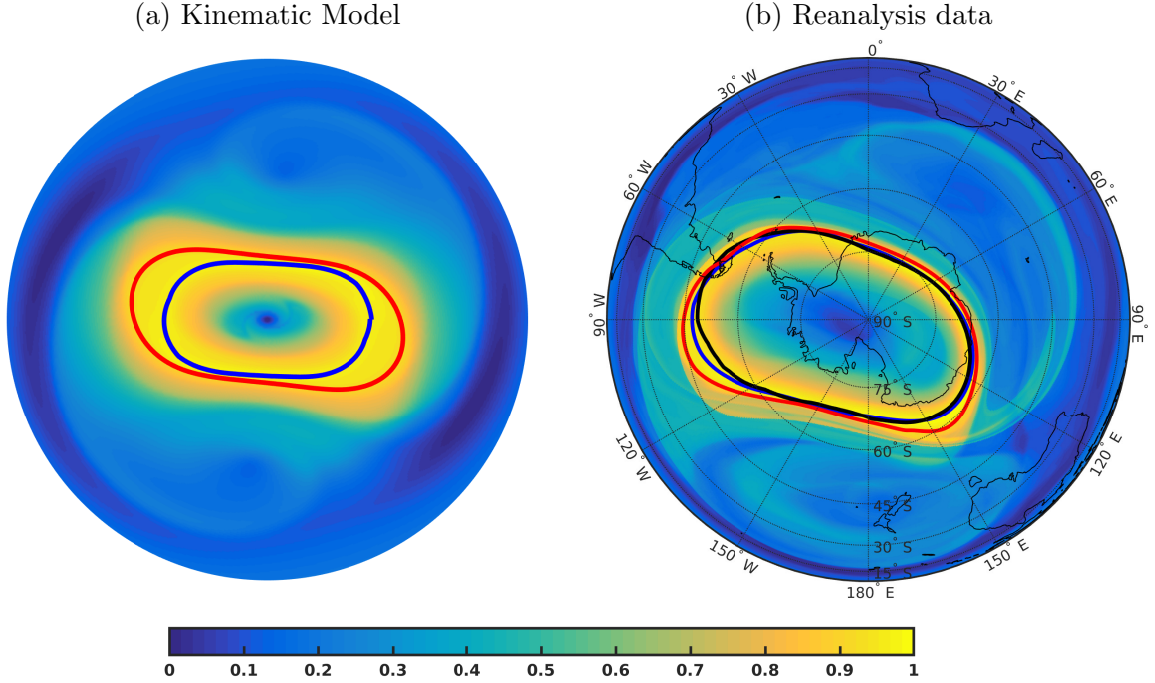 (a) Kinematic Model
(b) Reanalysis data
0°
30° W
30° E
60° W
60° E
90° W
90° S
90° E
75° S
120° W
60° S
120° E
45° S
30° S
150° W
150° E
15° S
180° E
0 0.1 0.2 0.3 0.4 0.5 0.6 0.7 0.8 0.9 1